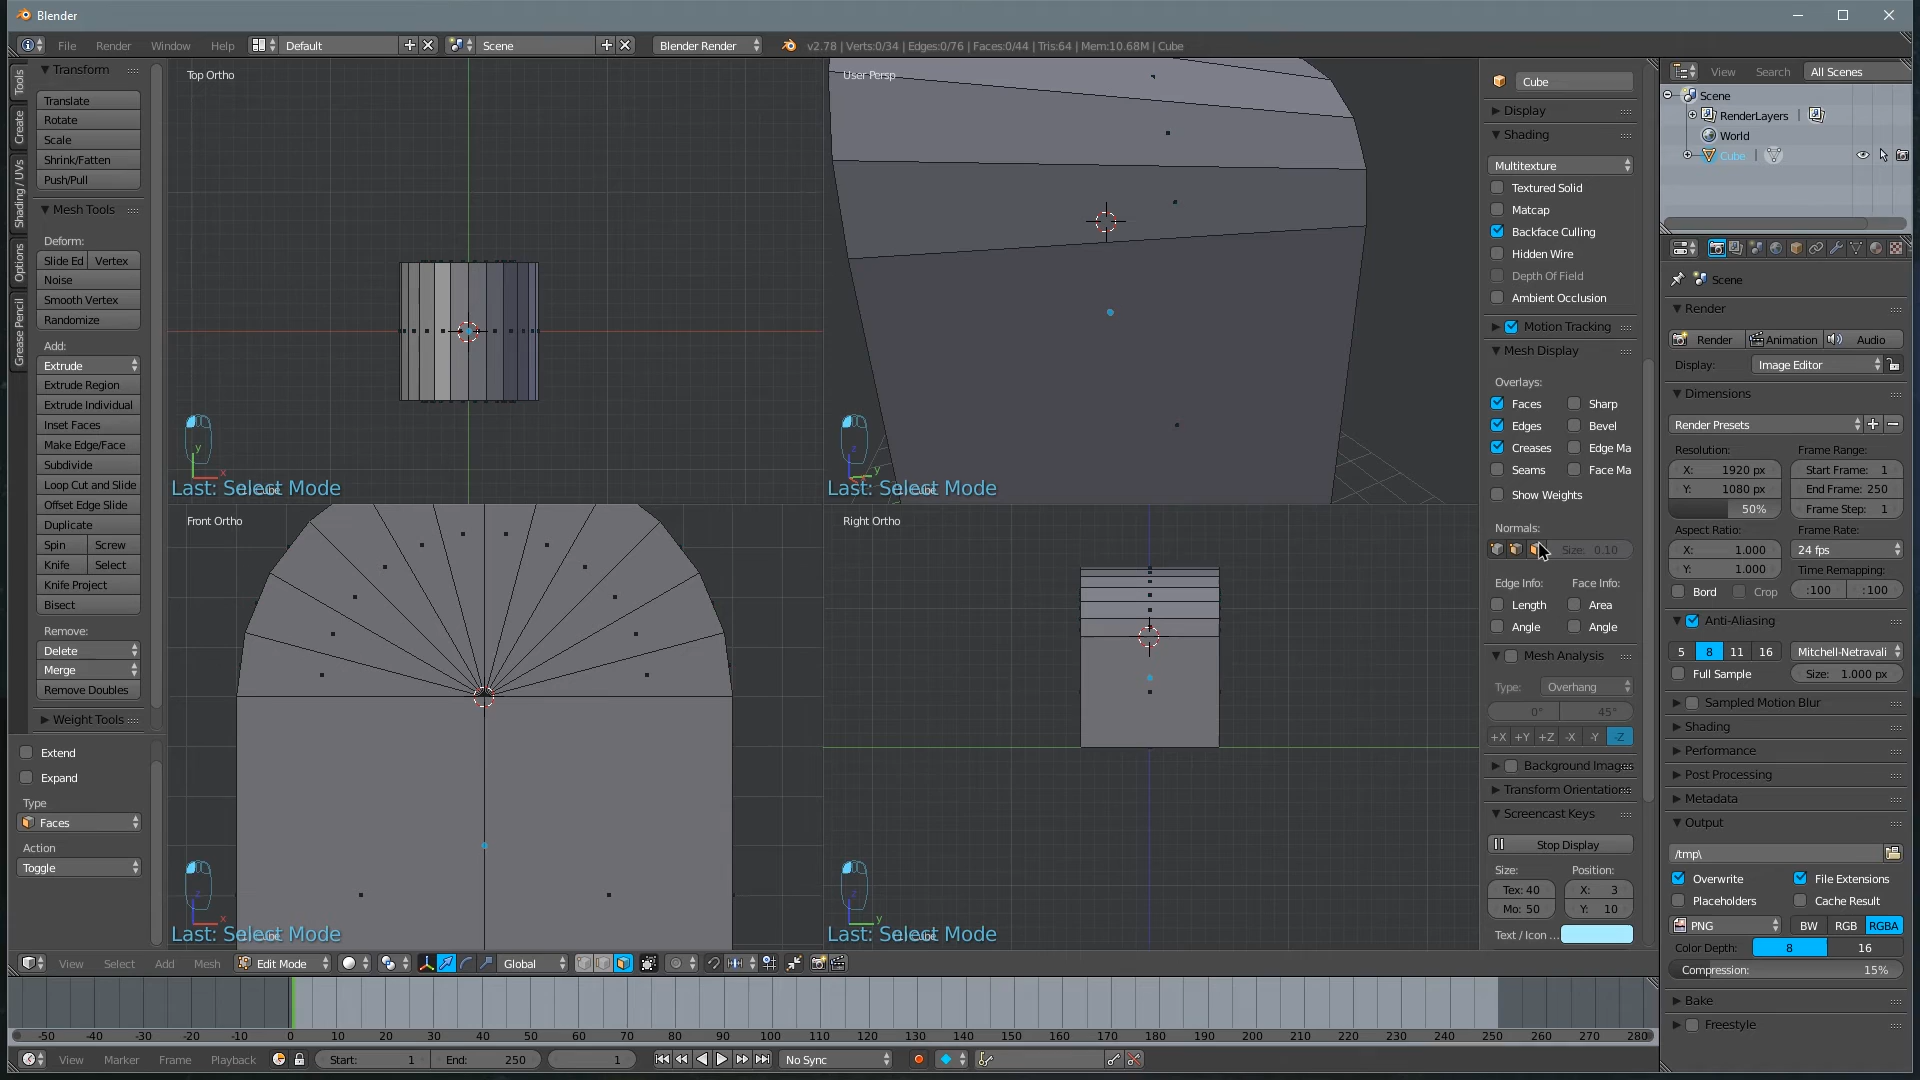 Blender
File Render Window Help Default Scene Blender Render v2.78 | Verts:0/34 | Edges:0/76 | Faces:0/44 | Tris:64 | Mem:10.68M | Cube
Tools
Create
Shading / UVs
Options
Grease Pencil
Transform
Translate
Rotate
Scale
Shrink/Fatten
Push/Pull
Mesh Tools
Deform:
Slide Ed Vertex
Noise
Smooth Vertex
Randomize
Add:
Extrude
Extrude Region
Extrude Individual
Inset Faces
Make Edge/Face
Subdivide
Loop Cut and Slide
Offset Edge Slide
Duplicate
Spin Screw
Knife Select
Knife Project
Bisect
Remove:
Delete
Merge
Remove Doubles
Weight Tools
Extend
Expand
Type
Faces
Action
Toggle
Top Ortho
y
x
Last: Select Mode
User Persp
z
y
Last: Select Mode
Front Ortho
z
x
Last: Select Mode
Right Ortho
z
y
Last: Select Mode
Cube
Display
Shading
Multitexture
Textured Solid
Matcap
Backface Culling
Hidden Wire
Depth Of Field
Ambient Occlusion
Motion Tracking
Mesh Display
Overlays:
Faces Sharp
Edges Bevel
Creases Edge Ma
Seams Face Ma
Show Weights
Normals:
Size: 0.10
Edge Info: Face Info:
Length Area
Angle Angle
Mesh Analysis
Type: Overhang
0° 45°
+X +Y +Z -X -Y -Z
Background Images
Transform Orientations
Screencast Keys
Stop Display
Size: Position:
Tex: 40 X: 3
Mo: 50 Y: 10
Text / Icon ...
View Search All Scenes
Scene
RenderLayers
World
Cube
Scene
Render
Render Animation Audio
Display: Image Editor
Dimensions
Render Presets
Resolution: Frame Range:
X: 1920 px Start Frame: 1
Y: 1080 px End Frame: 250
50% Frame Step: 1
Aspect Ratio: Frame Rate:
X: 1.000 24 fps
Y: 1.000 Time Remapping:
Bord Crop :100 :100
Anti-Aliasing
5 8 11 16 Mitchell-Netravali
Full Sample Size: 1.000 px
Sampled Motion Blur
Shading
Performance
Post Processing
Metadata
Output
/tmp\
Overwrite File Extensions
Placeholders Cache Result
PNG BW RGB RGBA
Color Depth: 8 16
Compression: 15%
Bake
Freestyle
View Select Add Mesh Edit Mode Global
-50 -40 -30 -20 -10 0 10 20 30 40 50 60 70 80 90 100 110 120 130 140 150 160 170 180 190 200 210 220 230 240 250 260 270 280
View Marker Frame Playback Start: 1 End: 250 1 No Sync